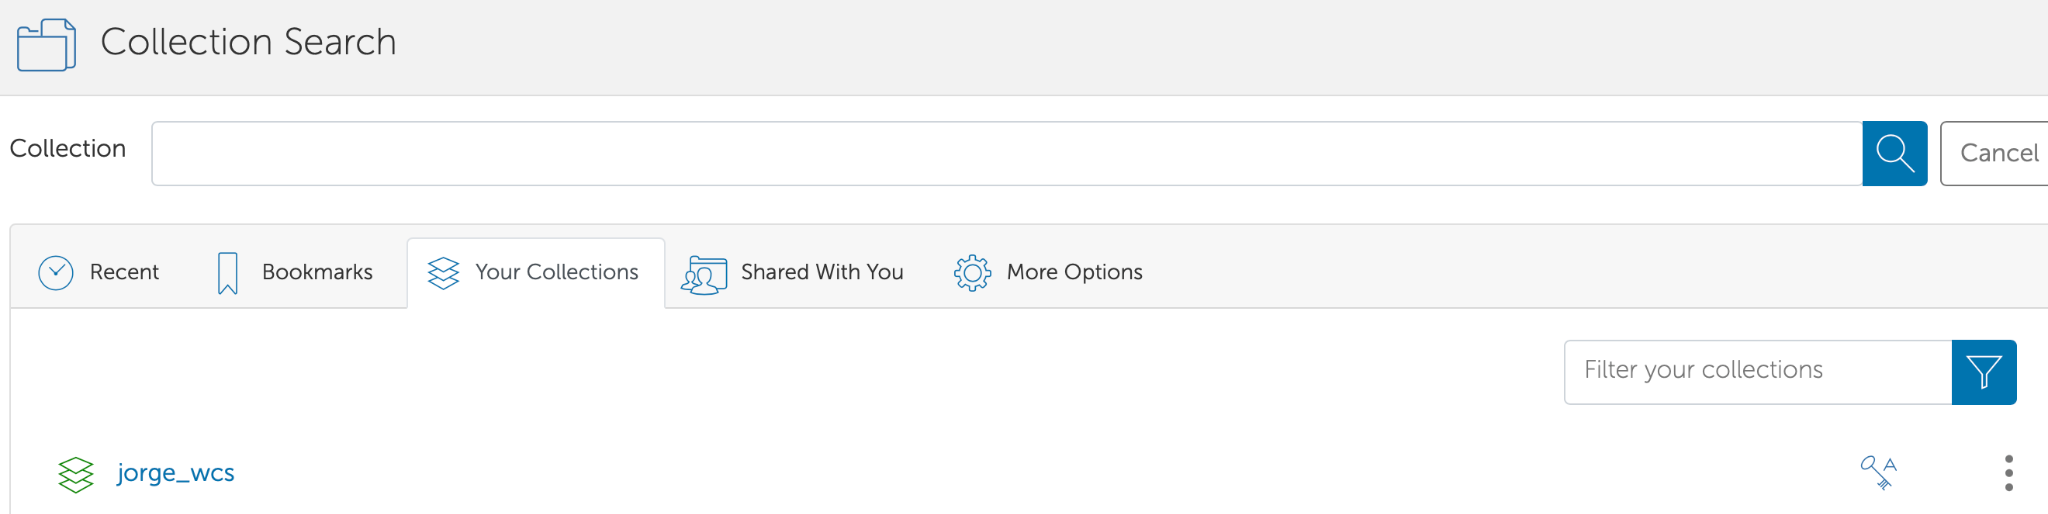 Collection Search
Collection
Cancel
Recent
Bookmarks
Your Collections
Shared With You
More Options
Filter your collections
jorge_wcs
A